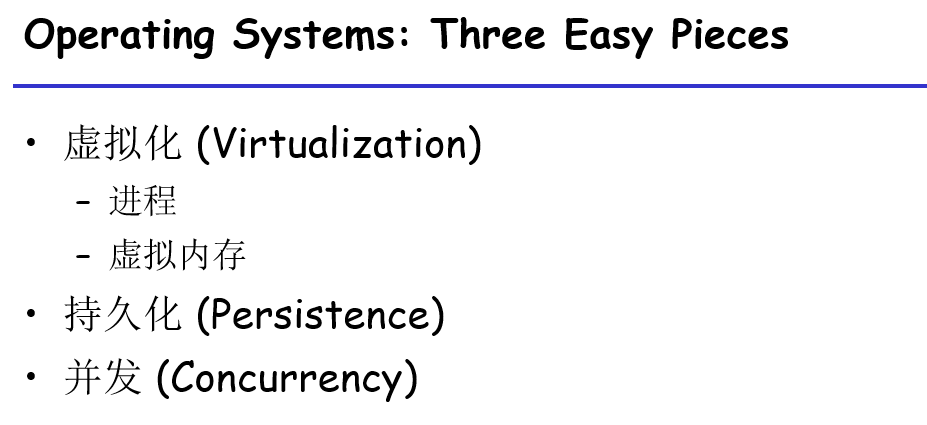 Operating Systems: Three Easy Pieces
• 虚拟化 (Virtualization)
– 进程
– 虚拟内存
• 持久化 (Persistence)
• 并发 (Concurrency)